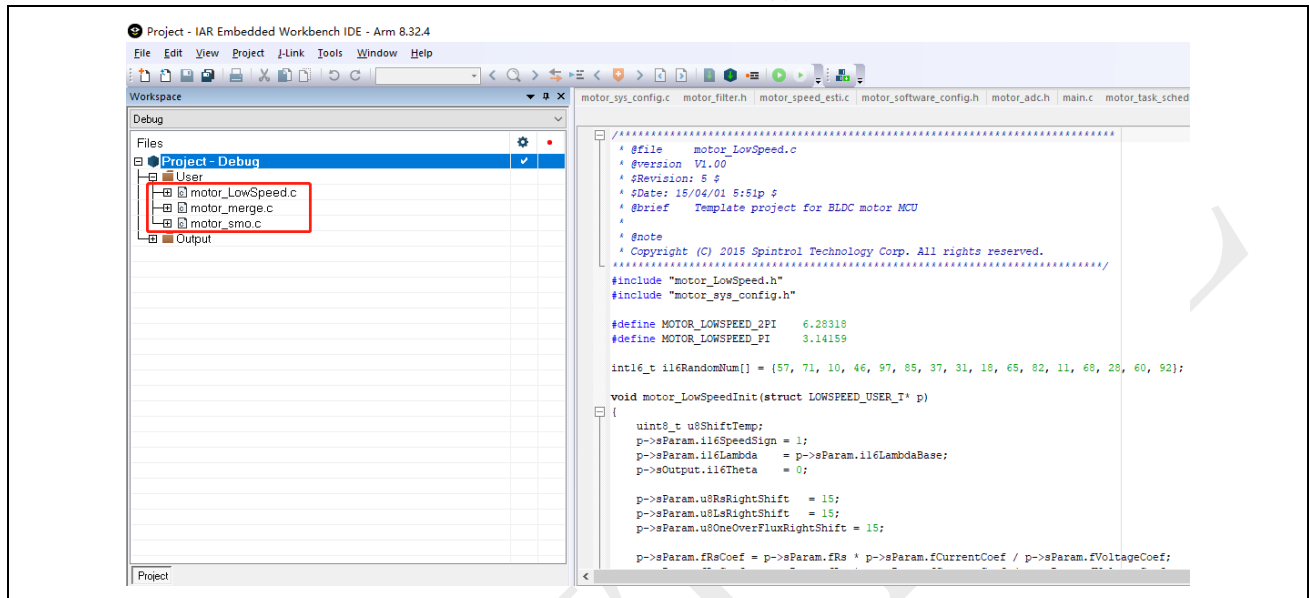 Project - IAR Embedded Workbench IDE - Arm 8.32.4
File Edit View Project J-Link Tools Window Help
Workspace
motor_sys_config.c motor_filter.h motor_speed_esti.c motor_software_config.h motor_adc.h main.c motor_task_sched
Debug
Files
Project - Debug
User
motor_LowSpeed.c
motor_merge.c
motor_smo.c
Output
/******************************************************************************
* @file motor_LowSpeed.c
* @version V1.00
* $Revision: 5 $
* $Date: 15/04/01 5:51p $
* @brief Template project for BLDC motor MCU
*
* @note
* Copyright (C) 2015 Spintrol Technology Corp. All rights reserved.
******************************************************************************/
#include "motor_LowSpeed.h"
#include "motor_sys_config.h"
#define MOTOR_LOWSPEED_2PI 6.28318
#define MOTOR_LOWSPEED_PI 3.14159
int16_t i16RandomNum[] = {57, 71, 10, 46, 97, 85, 37, 31, 18, 65, 82, 11, 68, 28, 60, 92};
void motor_LowSpeedInit(struct LOWSPEED_USER_T* p)
{
uint8_t u8ShiftTemp;
p->sParam.i16SpeedSign = 1;
p->sParam.i16Lambda = p->sParam.i16LambdaBase;
p->sOutput.i16Theta = 0;
p->sParam.u8RsRightShift = 15;
p->sParam.u8LsRightShift = 15;
p->sParam.u8OneOverFluxRightShift = 15;
p->sParam.fRsCoef = p->sParam.fRs * p->sParam.fCurrentCoef / p->sParam.fVoltageCoef;
Project